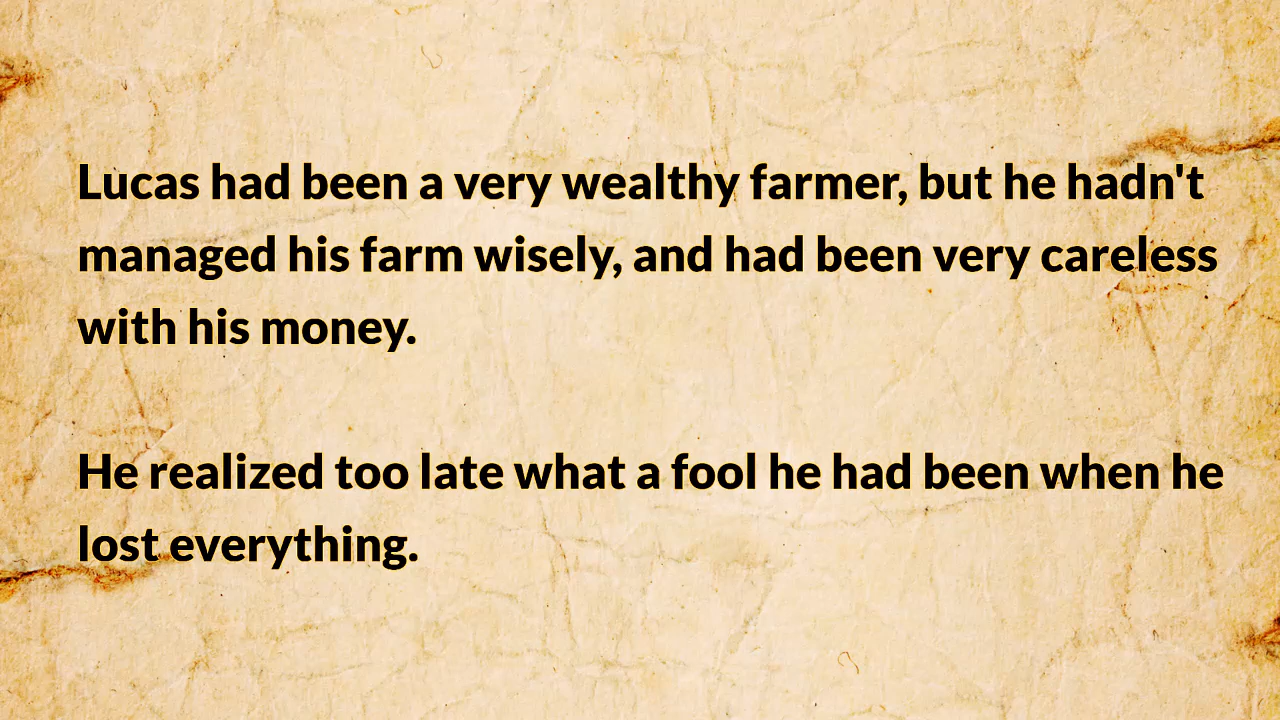 Lucas had been a very wealthy farmer, but he hadn't
managed his farm wisely, and had been very careless
with his money.
He realized too late what a fool he had been when he
lost everything.